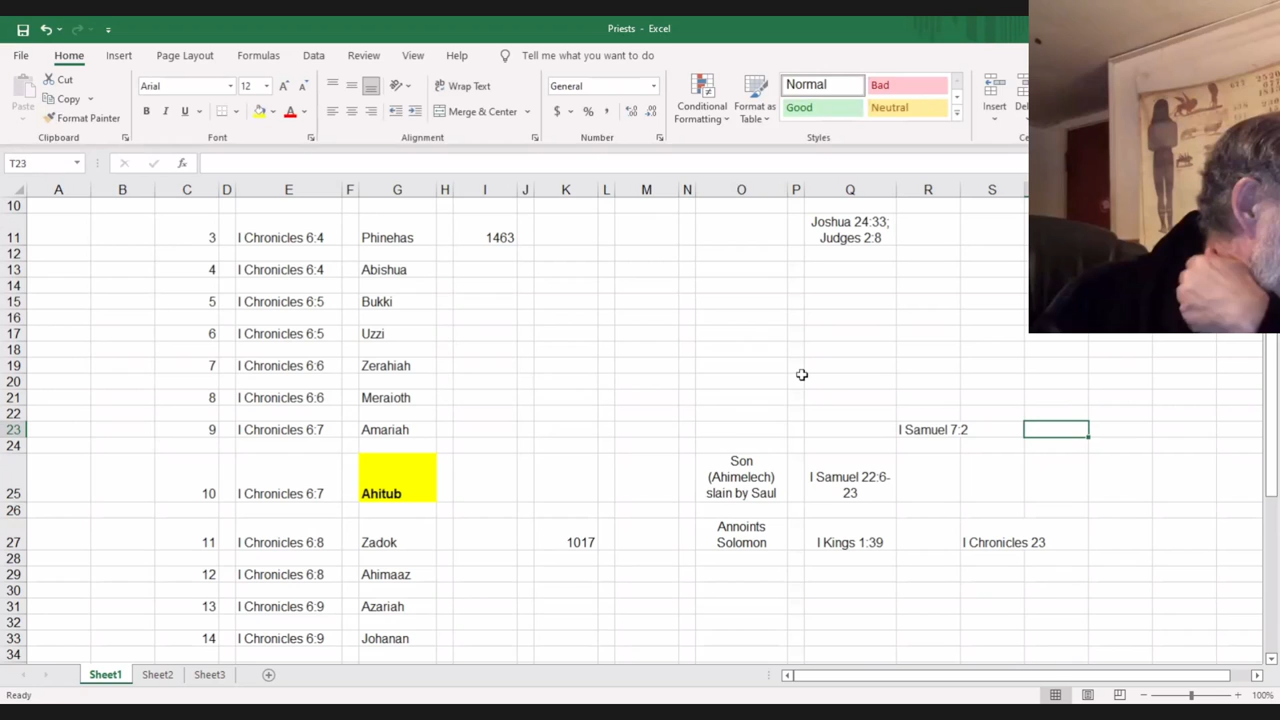 Priests - Excel
File Home Insert Page Layout Formulas Data Review View Help Tell me what you want to do
Cut
Copy
Format Painter
Paste
Clipboard
Arial 12
B I U
Font
Wrap Text
Merge & Center
Alignment
General
$ % ,
Number
Conditional Formatting
Format as Table
Normal Bad
Good Neutral
Styles
Insert
T23
fx
A B C D E F G H I J K L M N O P Q R S
10
Joshua 24:33;
11 3 I Chronicles 6:4 Phinehas 1463 Judges 2:8
12
13 4 I Chronicles 6:4 Abishua
14
15 5 I Chronicles 6:5 Bukki
16
17 6 I Chronicles 6:5 Uzzi
18
19 7 I Chronicles 6:6 Zerahiah
20
21 8 I Chronicles 6:6 Meraioth
22
23 9 I Chronicles 6:7 Amariah I Samuel 7:2
24
Son
(Ahimelech) I Samuel 22:6-
25 10 I Chronicles 6:7 Ahitub slain by Saul 23
26
Annoints
27 11 I Chronicles 6:8 Zadok 1017 Solomon I Kings 1:39 I Chronicles 23
28
29 12 I Chronicles 6:8 Ahimaaz
30
31 13 I Chronicles 6:9 Azariah
32
33 14 I Chronicles 6:9 Johanan
34
Sheet1 Sheet2 Sheet3
Ready 100%